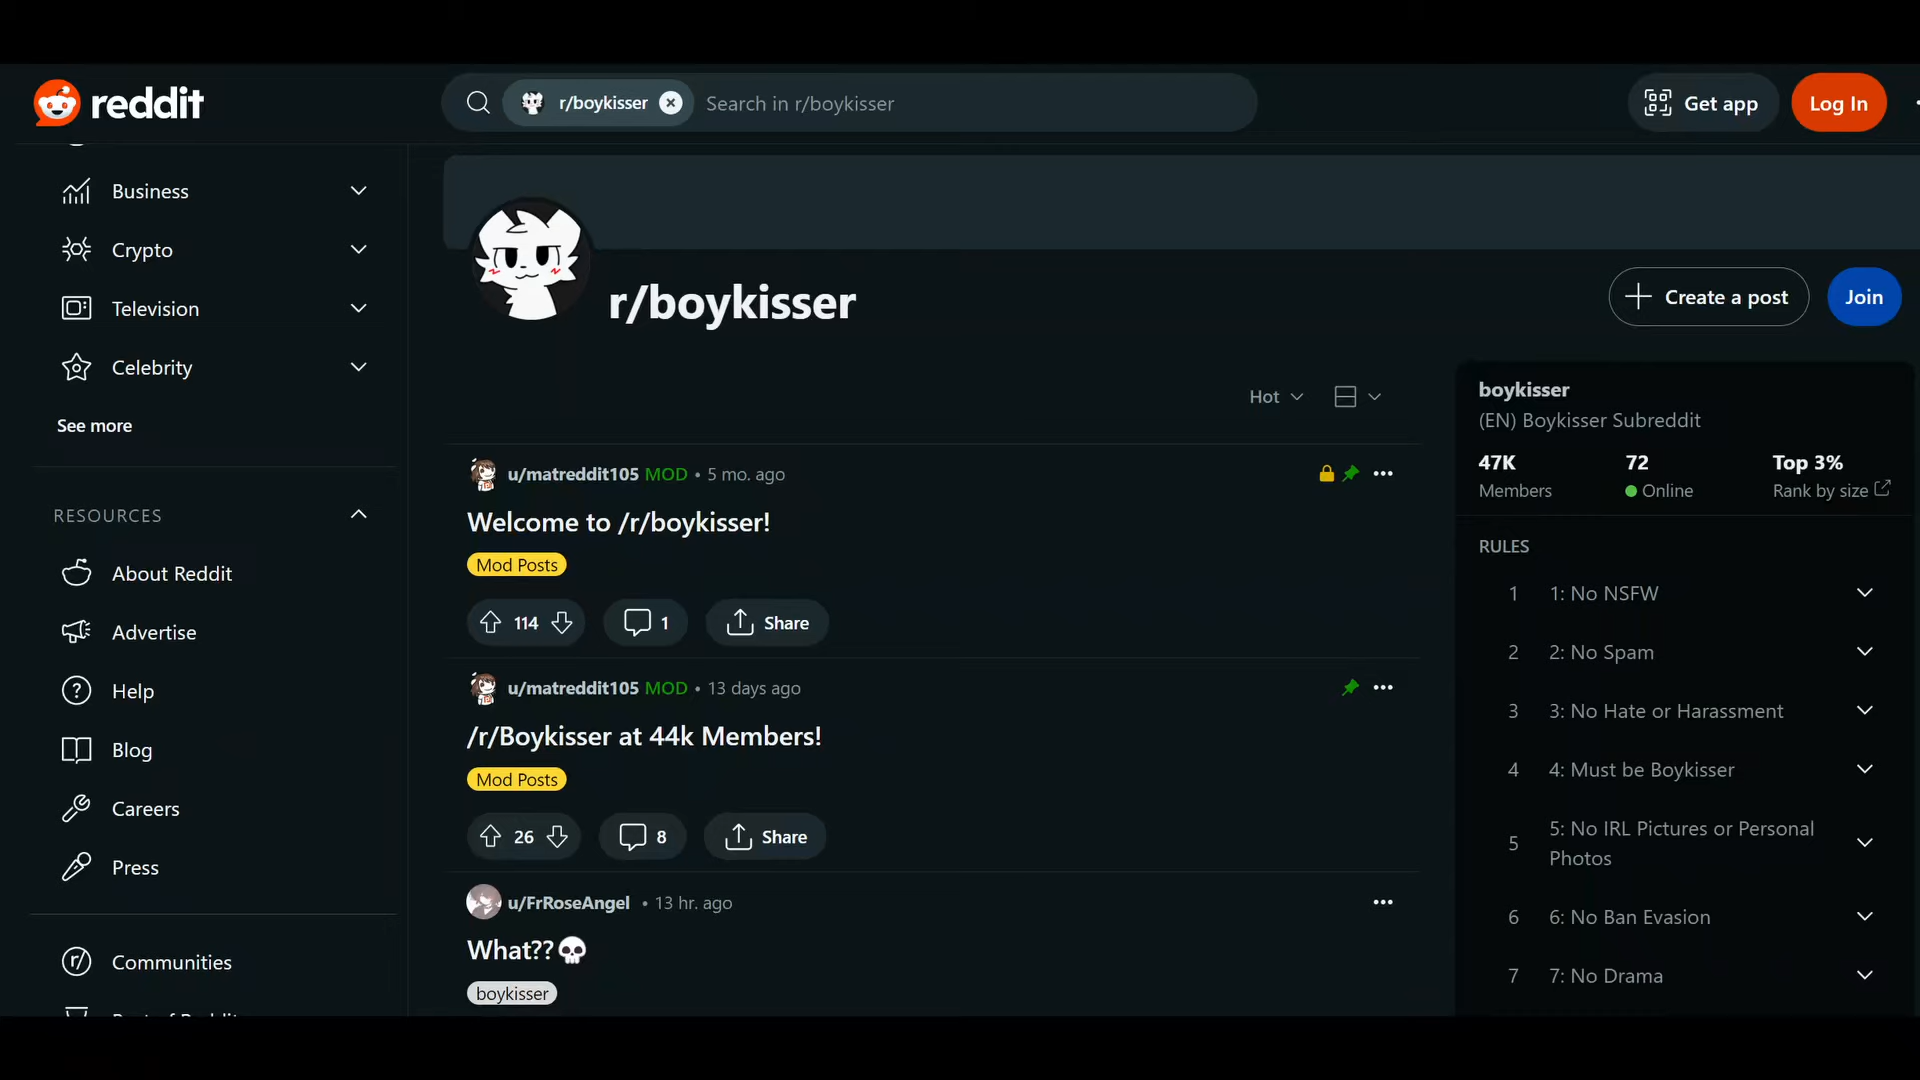 reddit
r/boykisser
Search in r/boykisser
Get app
Log In
Business
Crypto
Television
Celebrity
See more
RESOURCES
About Reddit
Advertise
Help
Blog
Careers
Press
Communities
r/boykisser
Create a post
Join
Hot
u/matreddit105 MOD • 5 mo. ago
Welcome to /r/boykisser!
Mod Posts
114
1
Share
u/matreddit105 MOD • 13 days ago
/r/Boykisser at 44k Members!
Mod Posts
26
8
Share
u/FrRoseAngel • 13 hr. ago
What??💀
boykisser
boykisser
(EN) Boykisser Subreddit
47K 72 Top 3%
Members Online Rank by size
RULES
1 1: No NSFW
2 2: No Spam
3 3: No Hate or Harassment
4 4: Must be Boykisser
5 5: No IRL Pictures or Personal
Photos
6 6: No Ban Evasion
7 7: No Drama